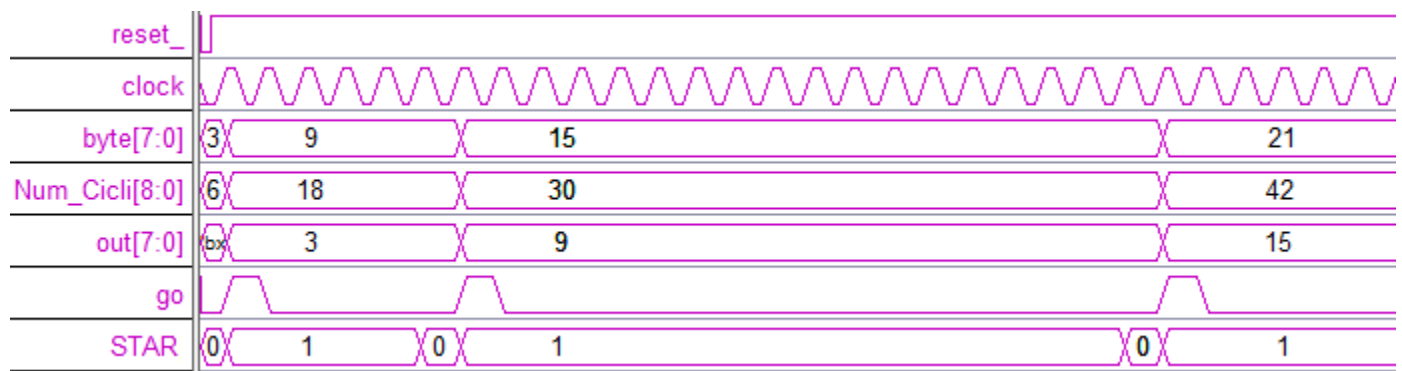 reset_
clock
byte[7:0] 3 9 15 21
Num_Cicli[8:0] 6 18 30 42
out[7:0] bx 3 9 15
go
STAR 0 1 0 1 0 1